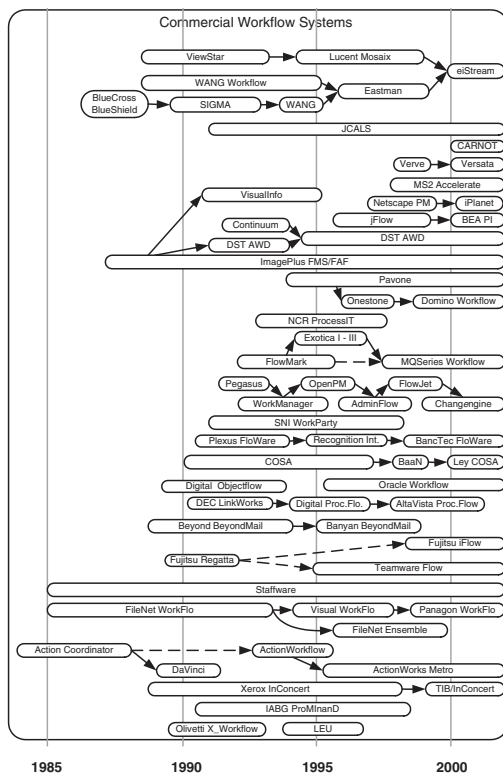 Commercial Workflow Systems
ViewStar
Lucent Mosaix
eiStream
WANG Workflow
Eastman
BlueCross
BlueShield
SIGMA
WANG
JCALS
CARNOT
Verve
Versata
MS2 Accelerate
VisualInfo
Netscape PM
iPlanet
jFlow
BEA PI
Continuum
DST AWD
DST AWD
ImagePlus FMS/FAF
Pavone
Onestone
Domino Workflow
NCR ProcessIT
Exotica I - III
FlowMark
MQSeries Workflow
Pegasus
OpenPM
FlowJet
WorkManager
AdminFlow
Changengine
SNI WorkParty
Plexus FloWare
Recognition Int.
BancTec FloWare
COSA
BaaN
Ley COSA
Digital Objectflow
Oracle Workflow
DEC LinkWorks
Digital Proc.Flo.
AltaVista Proc.Flow
Beyond BeyondMail
Banyan BeyondMail
Fujitsu iFlow
Fujitsu Regatta
Teamware Flow
Staffware
FileNet WorkFlo
Visual WorkFlo
Panagon WorkFlo
FileNet Ensemble
Action Coordinator
ActionWorkflow
DaVinci
ActionWorks Metro
Xerox InConcert
TIB/InConcert
IABG ProMInanD
Olivetti X_Workflow
LEU
1985
1990
1995
2000